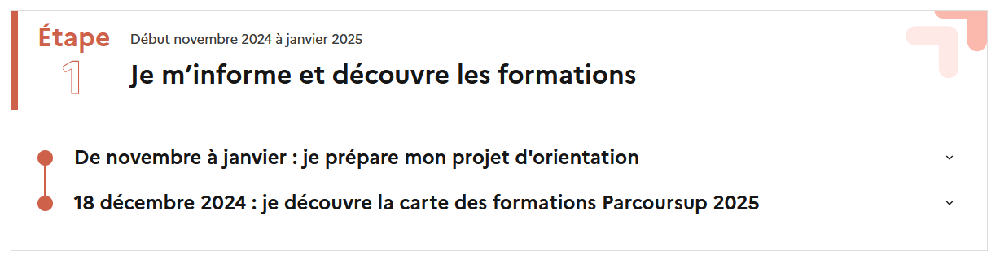 Étape
1
Début novembre 2024 à janvier 2025
Je m’informe et découvre les formations
De novembre à janvier : je prépare mon projet d'orientation
18 décembre 2024 : je découvre la carte des formations Parcoursup 2025